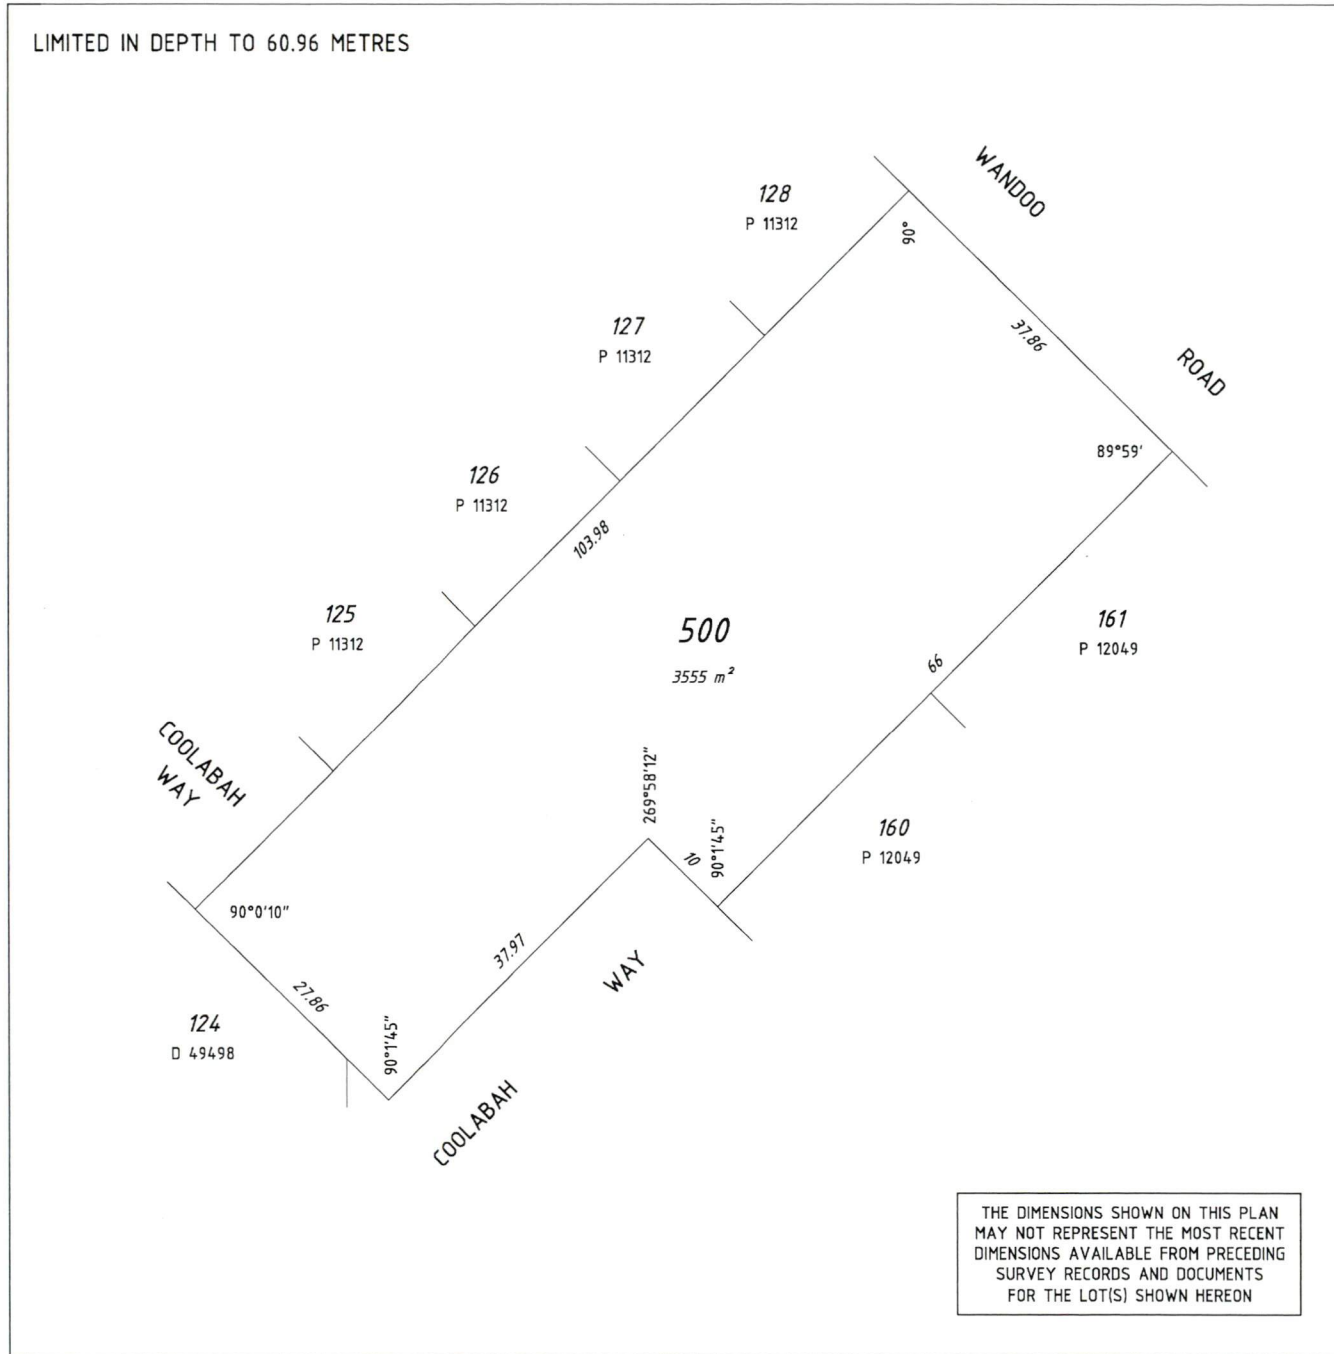 LIMITED IN DEPTH TO 60.96 METRES
WANDOO
128
P 11312
90°
127
P 11312
37.86
ROAD
89°59'
126
P 11312
103.98
125
P 11312
500
3555 m²
161
P 12049
66
COOLABAH
WAY
269°58'12"
160
P 12049
10
90°1'45"
90°0'10"
37.97
WAY
27.86
124
D 49498
90°1'45"
COOLABAH
THE DIMENSIONS SHOWN ON THIS PLAN
MAY NOT REPRESENT THE MOST RECENT
DIMENSIONS AVAILABLE FROM PRECEDING
SURVEY RECORDS AND DOCUMENTS
FOR THE LOT(S) SHOWN HEREON